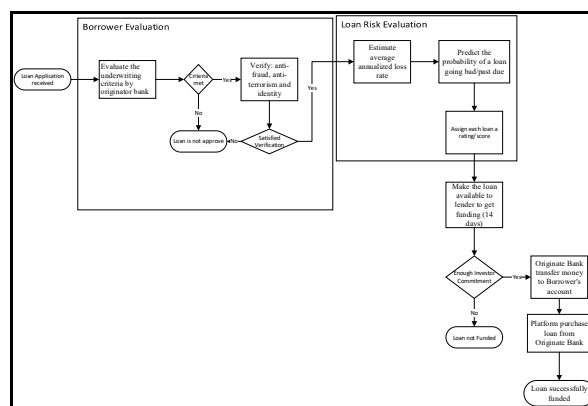 Borrower Evaluation
Loan Application
received
Evaluate the
underwriting
criteria by
originator bank
Criteria
met
Yes
Verify: anti-
fraud, anti-
terrorism and
identity
No
Loan is not approve
No
Satisfied
Verification
Yes
Loan Risk Evaluation
Estimate
average
annualized loss
rate
Predict the
probability of a loan
going bad/past due
Assign each loan a
rating/score
Make the loan
available to
lender to get
funding (14
days)
Enough Investor
Commitment
Yes
No
Loan not Funded
Originate Bank
transfer money
to Borrower's
account
Platform purchase
loan from
Originate Bank
Loan successfully
funded